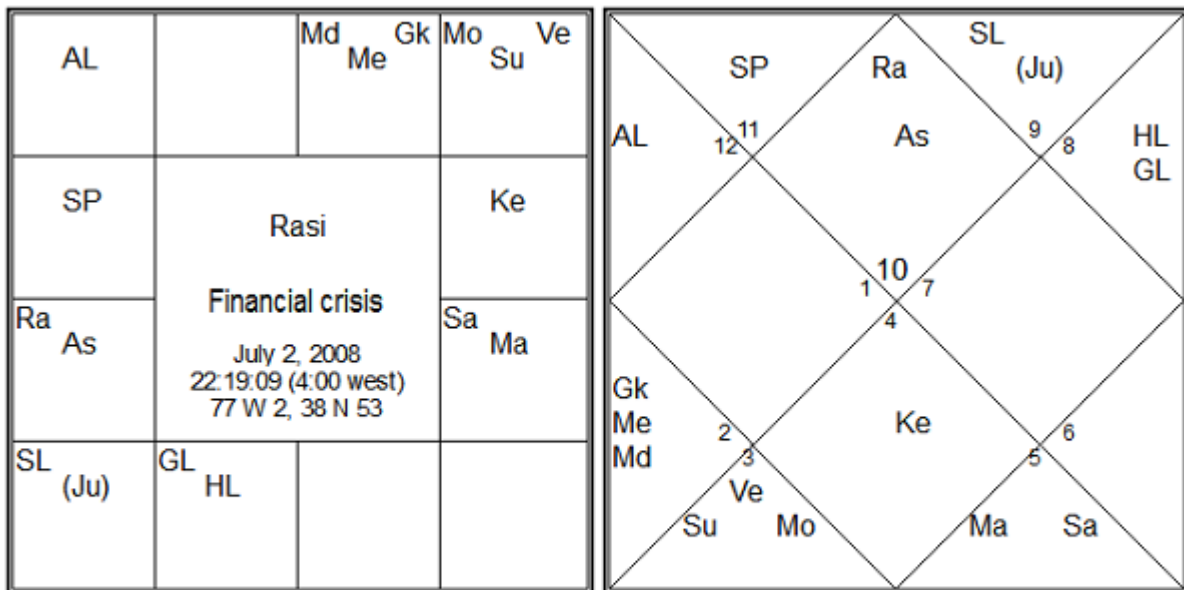 AL
Md Gk
Me
Mo Ve
Su
SP
Ke
Rasi
Financial crisis
July 2, 2008
22:19:09 (4:00 west)
77 W 2, 38 N 53
Ra
As
Sa
Ma
SL
(Ju)
GL
HL
SL
SP Ra (Ju)
AL 12 11 As 9 8 HL
GL
10
1 7
4
Gk
Me 2 Ke 6
Md 3 5
Ve
Su Mo Ma Sa